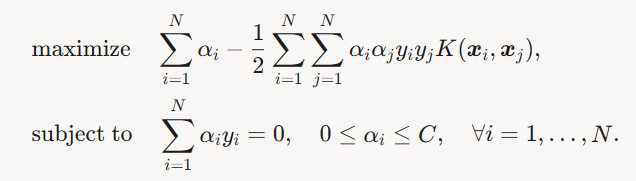 maximize $\sum_{i=1}^{N} \alpha_i - \frac{1}{2} \sum_{i=1}^{N} \sum_{j=1}^{N} \alpha_i \alpha_j y_i y_j K(\boldsymbol{x}_i, \boldsymbol{x}_j),$
subject to $\sum_{i=1}^{N} \alpha_i y_i = 0, \quad 0 \leq \alpha_i \leq C, \quad \forall i = 1, \ldots, N.$